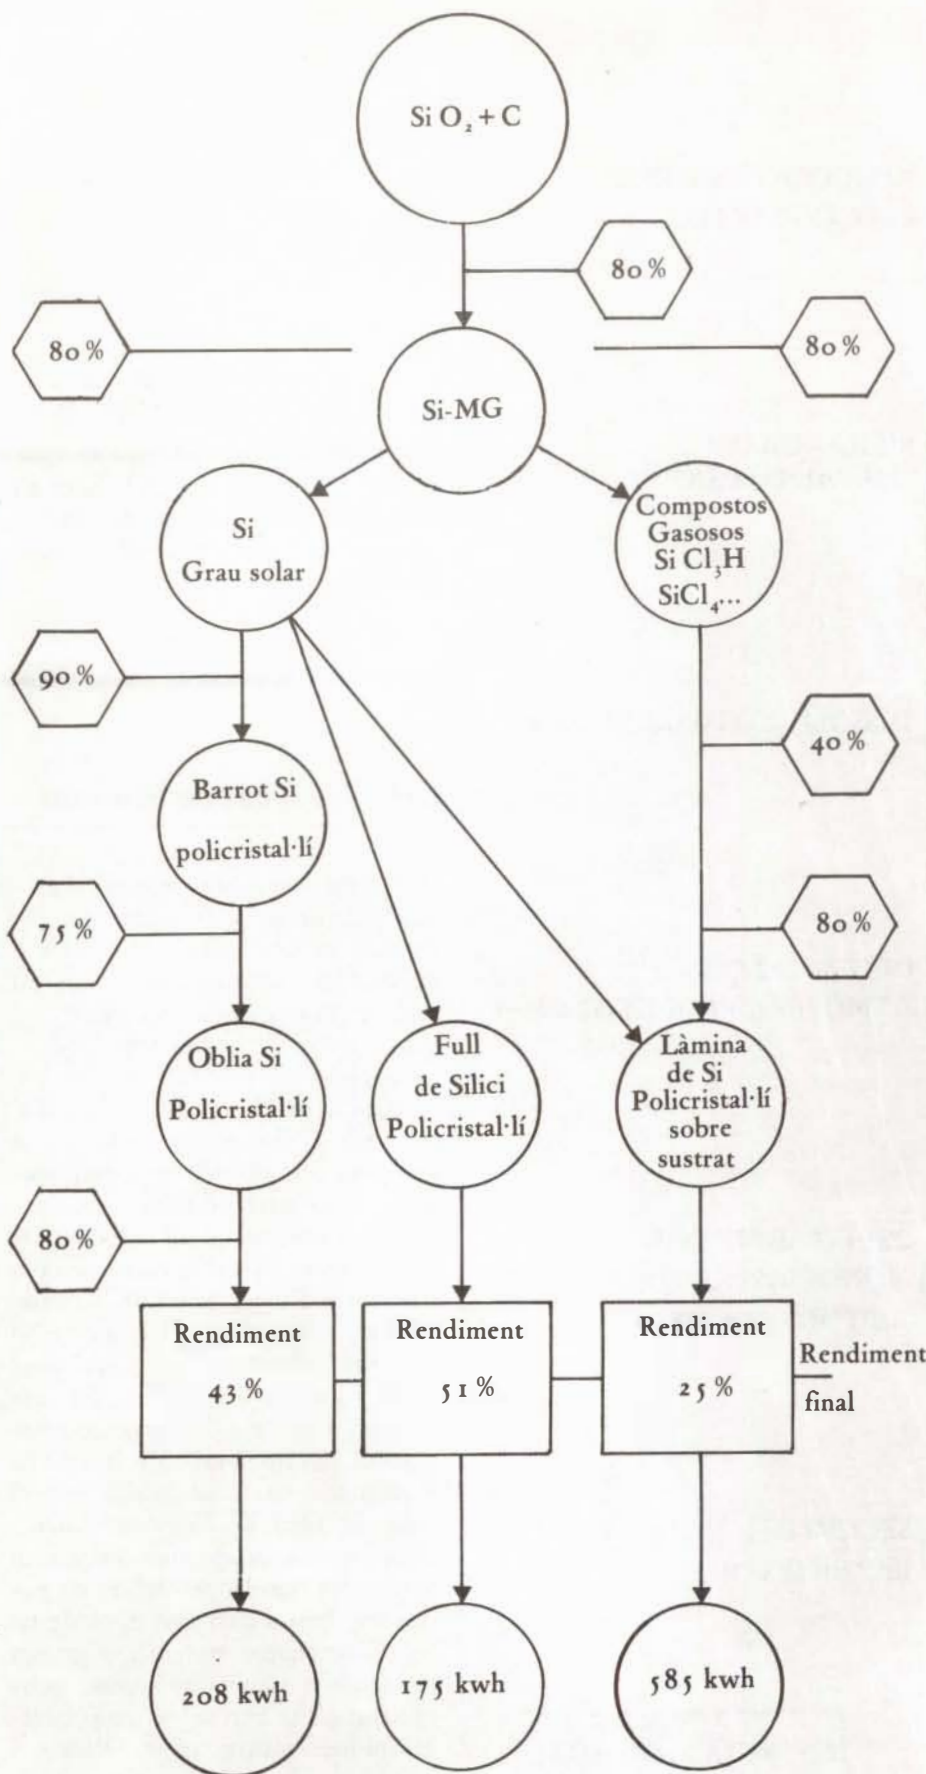 Si O₂ + C
80 %
80 %
80 %
Si-MG
Si
Grau solar
Compostos
Gasosos
Si Cl₃H
SiCl₄...
90 %
40 %
Barrot Si
policristal·lí
75 %
80 %
Oblia Si
Policristal·lí
Full
de Silici
Policristal·lí
Làmina
de Si
Policristal·lí
sobre
sustrat
80 %
Rendiment
43 %
Rendiment
51 %
Rendiment
25 %
Rendiment
final
208 kwh
175 kwh
585 kwh